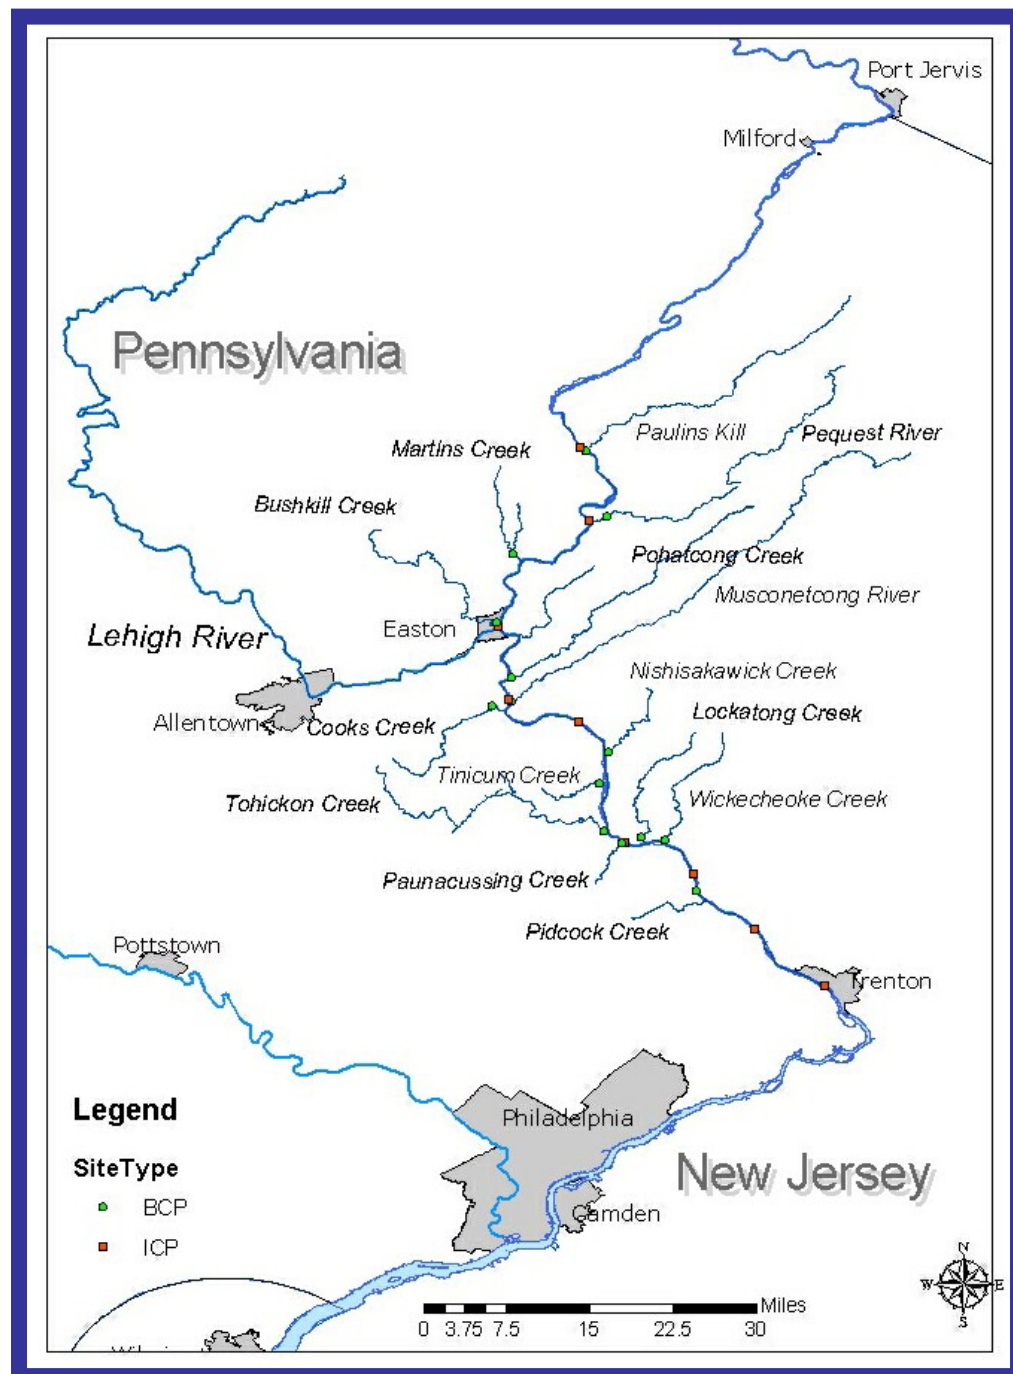 Port Jervis
Milford
Pennsylvania
Paulins Kill
Pequest River
Martins Creek
Bushkill Creek
Pohatcong Creek
Musconetcong River
Easton
Lehigh River
Nishisakawick Creek
Lockatong Creek
Allentown
Cooks Creek
Tinicum Creek
Wickecheoke Creek
Tohickon Creek
Paunacussing Creek
Pidcock Creek
Pottstown
Trenton
Legend
Philadelphia
SiteType
New Jersey
BCP
Camden
ICP
N
W E
S
Miles
0 3.75 7.5 15 22.5 30